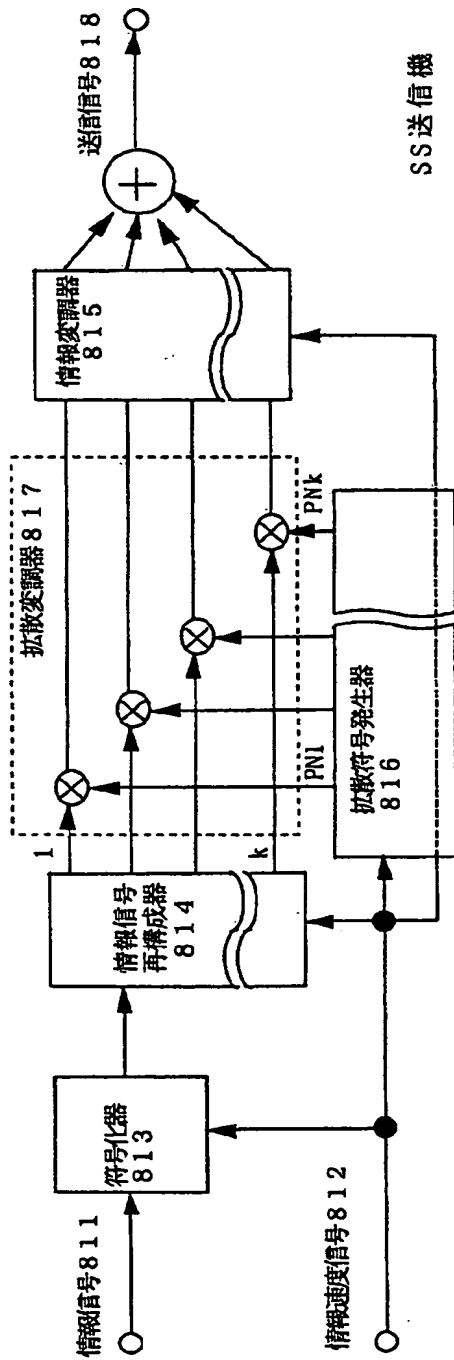 情報信号811
情報速度信号812
符号化器
813
情報信号
再構成器
814
1
k
拡散変調器817
PN1
PNk
拡散符号発生器
816
情報変調器
815
送信信号818
SS送信機